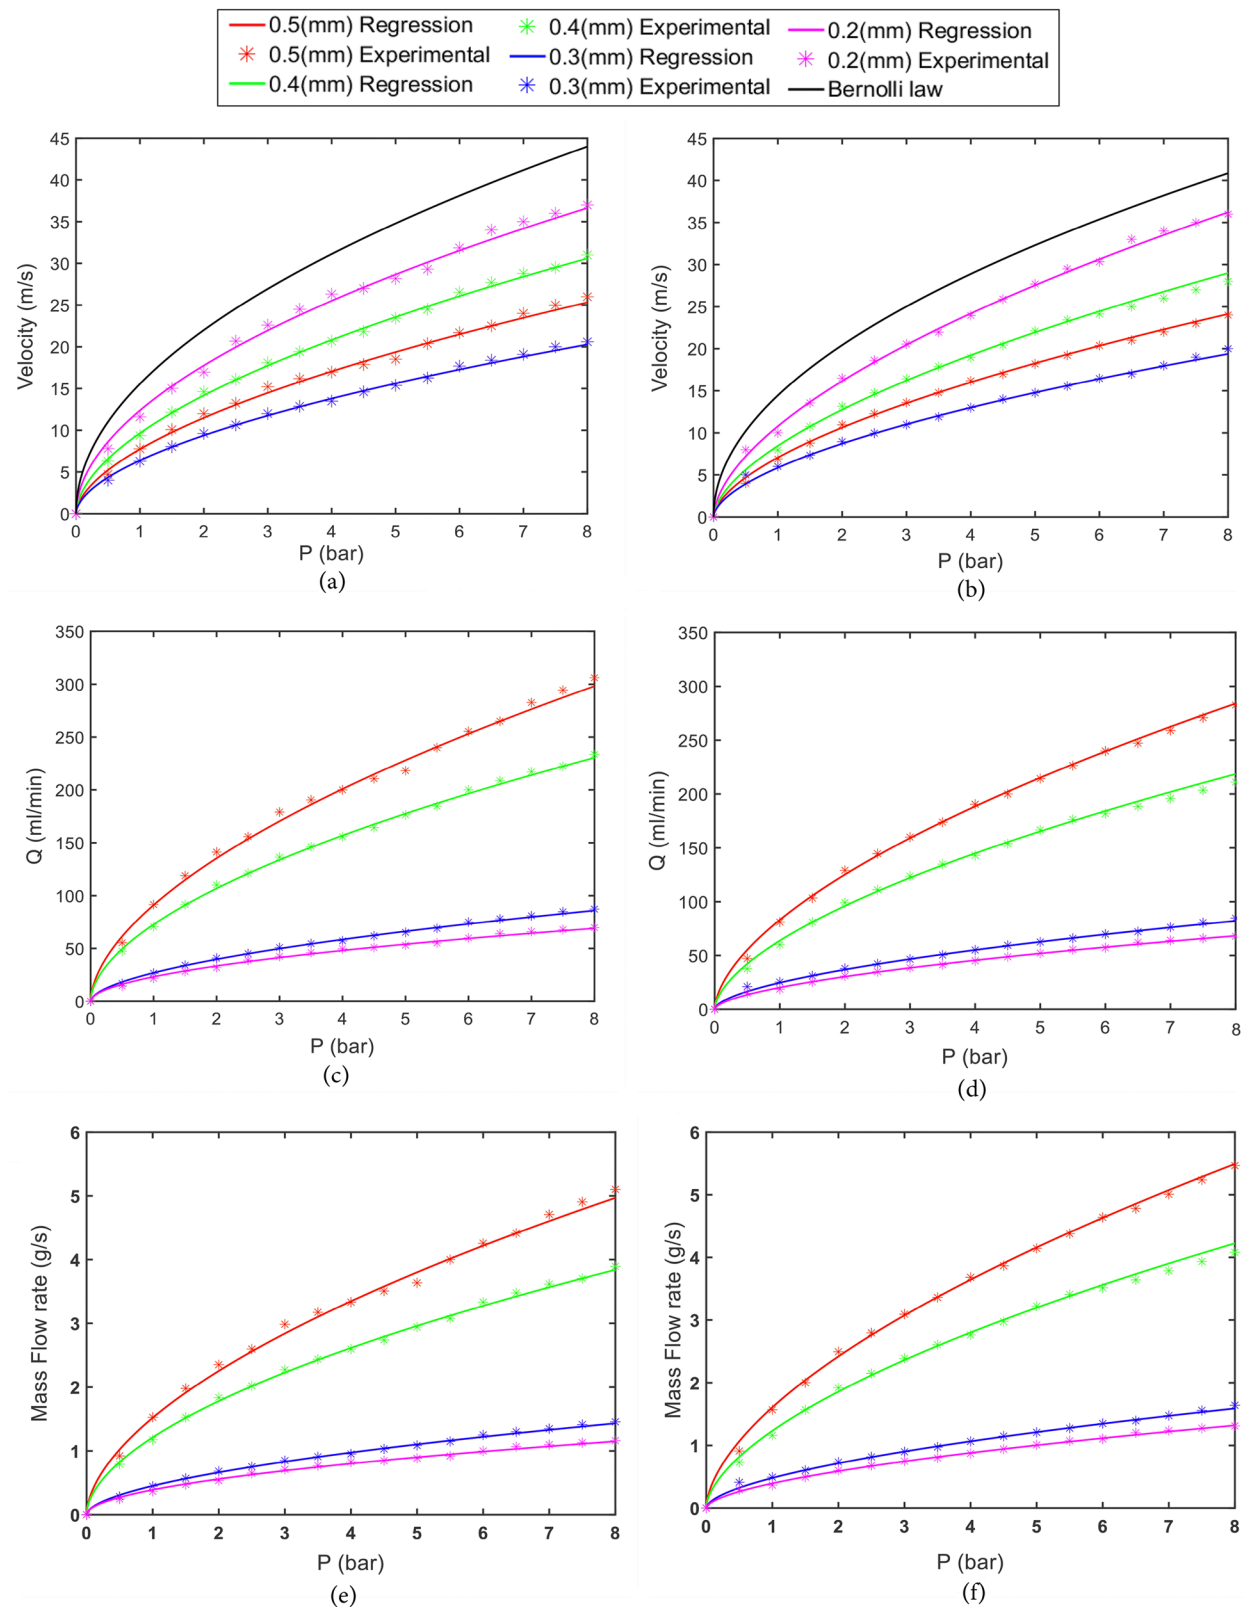 0.5(mm) Regression
0.5(mm) Experimental
0.4(mm) Regression
0.4(mm) Experimental
0.3(mm) Regression
0.3(mm) Experimental
0.2(mm) Regression
0.2(mm) Experimental
Bernolli law
45
40
35
30
25
20
15
10
5
0
Velocity (m/s)
0 1 2 3 4 5 6 7 8
P (bar)
(a)
45
40
35
30
25
20
15
10
5
0
Velocity (m/s)
0 1 2 3 4 5 6 7 8
P (bar)
(b)
350
300
250
200
150
100
50
0
Q (ml/min)
0 1 2 3 4 5 6 7 8
P (bar)
(c)
350
300
250
200
150
100
50
0
Q (ml/min)
0 1 2 3 4 5 6 7 8
P (bar)
(d)
6
5
4
3
2
1
0
Mass Flow rate (g/s)
0 1 2 3 4 5 6 7 8
P (bar)
(e)
6
5
4
3
2
1
0
Mass Flow rate (g/s)
0 1 2 3 4 5 6 7 8
P (bar)
(f)